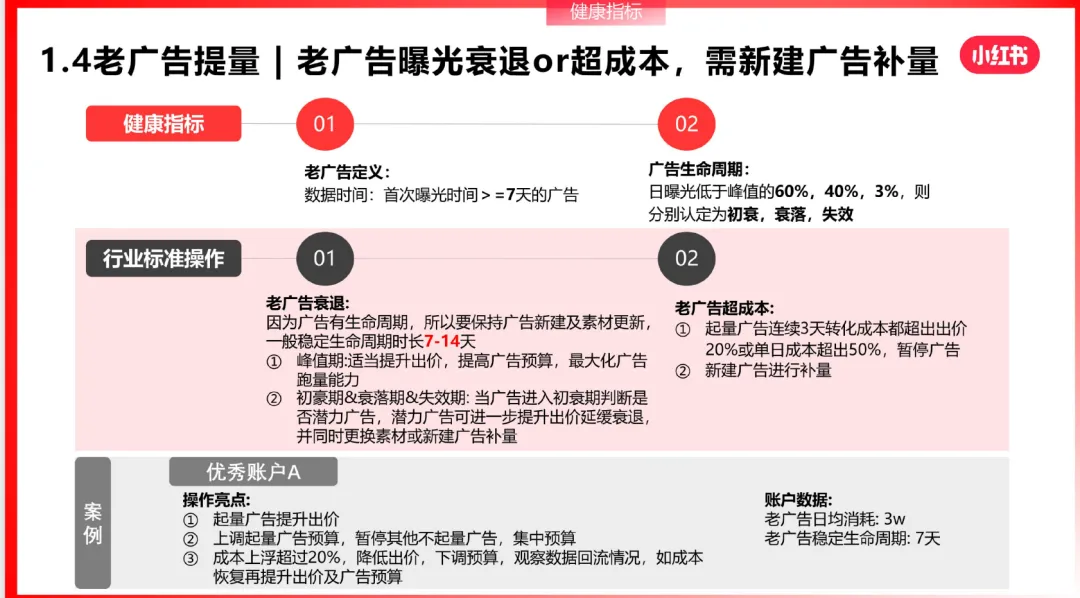 健康指标
1.4老广告提量 | 老广告曝光衰退or超成本，需新建广告补量
小红书
健康指标
01
02
老广告定义：
数据时间：首次曝光时间＞=7天的广告
广告生命周期：
日曝光低于峰值的60%，40%，3%，则
分别认定为初衰，衰落，失效
行业标准操作
01
02
老广告衰退:
因为广告有生命周期，所以要保持广告新建及素材更新，
一般稳定生命周期时长7-14天
① 峰值期:适当提升出价，提高广告预算，最大化广告
跑量能力
② 初豪期&衰落期&失效期: 当广告进入初衰期判断是
否潜力广告，潜力广告可进一步提升出价延缓衰退，
并同时更换素材或新建广告补量
老广告超成本:
① 起量广告连续3天转化成本都超出出价
20%或单日成本超出50%，暂停广告
② 新建广告进行补量
案例
优秀账户A
操作亮点:
① 起量广告提升出价
② 上调起量广告预算，暂停其他不起量广告，集中预算
③ 成本上浮超过20%，降低出价，下调预算，观察数据回流情况，如成本
恢复再提升出价及广告预算
账户数据:
老广告日均消耗: 3w
老广告稳定生命周期: 7天